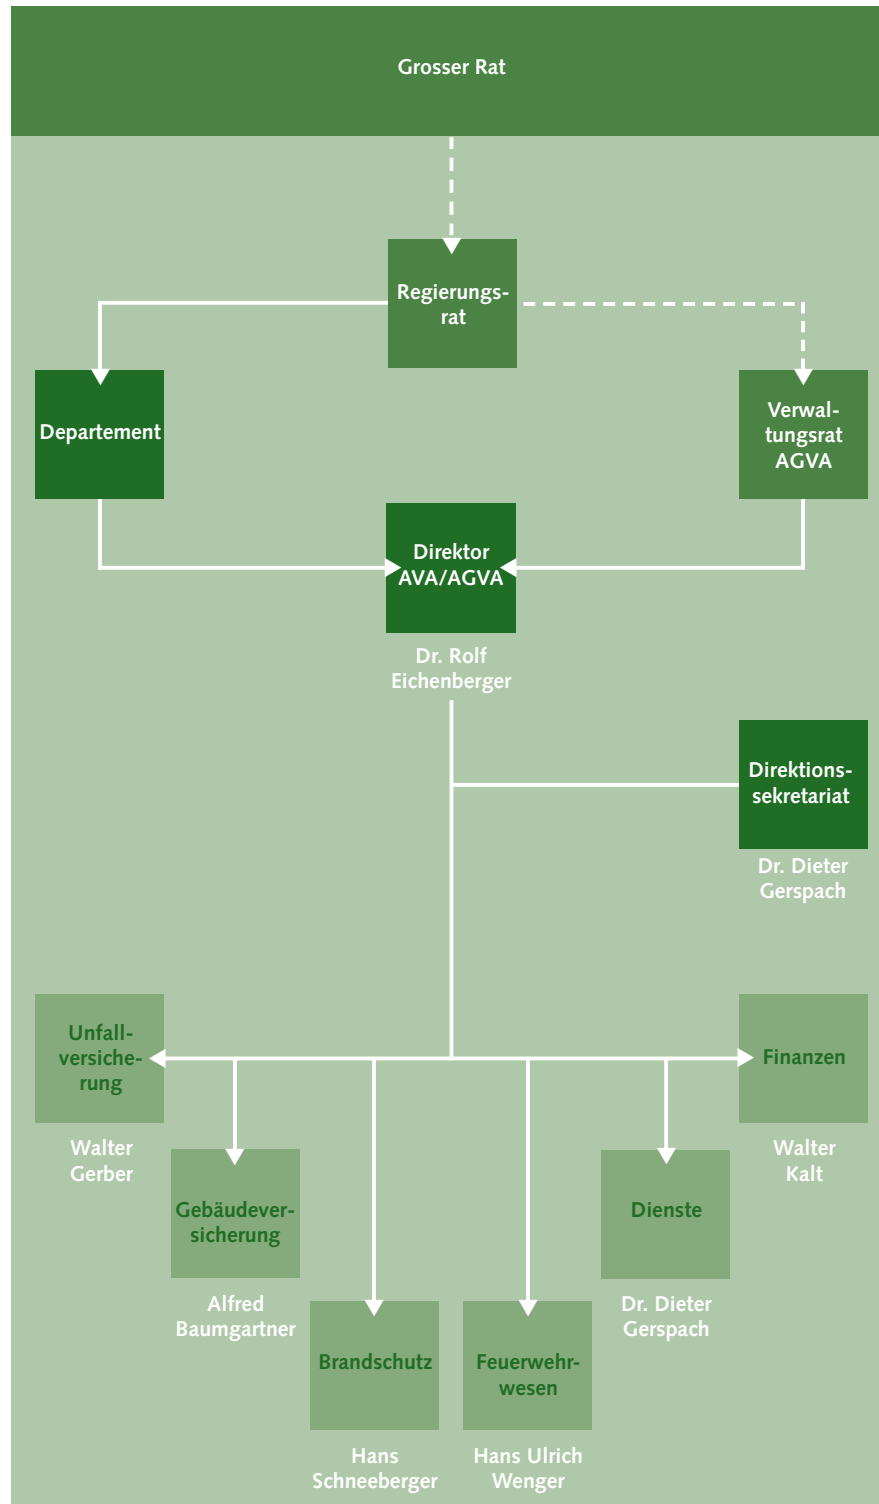 Grosser Rat
Regierungs-
rat
Departement
Verwal-
tungsrat
AGVA
Direktor
AVA/AGVA
Dr. Rolf
Eichenberger
Direktions-
sekretariat
Dr. Dieter
Gerspach
Unfall-
versiche-
rung
Walter
Gerber
Finanzen
Walter
Kalt
Gebäudever-
sicherung
Alfred
Baumgartner
Dienste
Dr. Dieter
Gerspach
Brandschutz
Hans
Schneeberger
Feuerwehr-
wesen
Hans Ulrich
Wenger